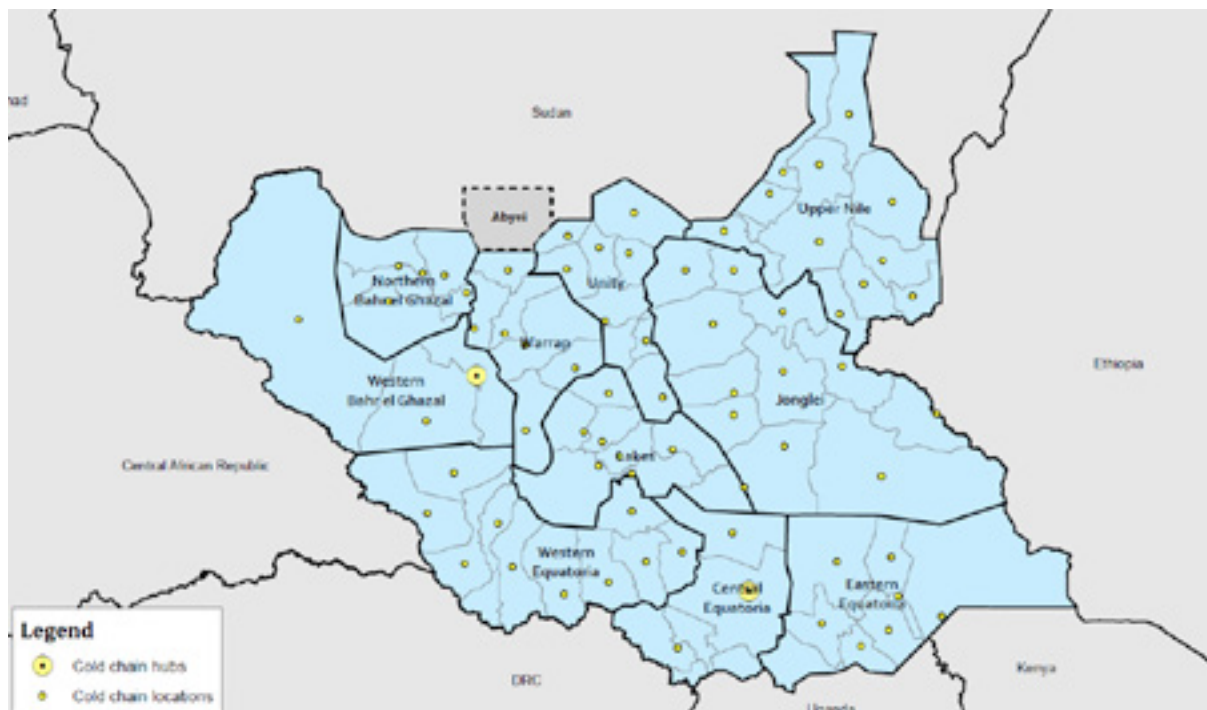 Sudan
Abyei
Upper Nile
Northern
Bahr el Ghazal
Unity
Warrap
Ethiopia
Western
Bahr el Ghazal
Jonglei
Central African Republic
Lakes
Western
Equatoria
Central
Equatoria
Eastern
Equatoria
Legend
Cold chain hubs
Cold chain locations
DRC
Kenya
Uganda